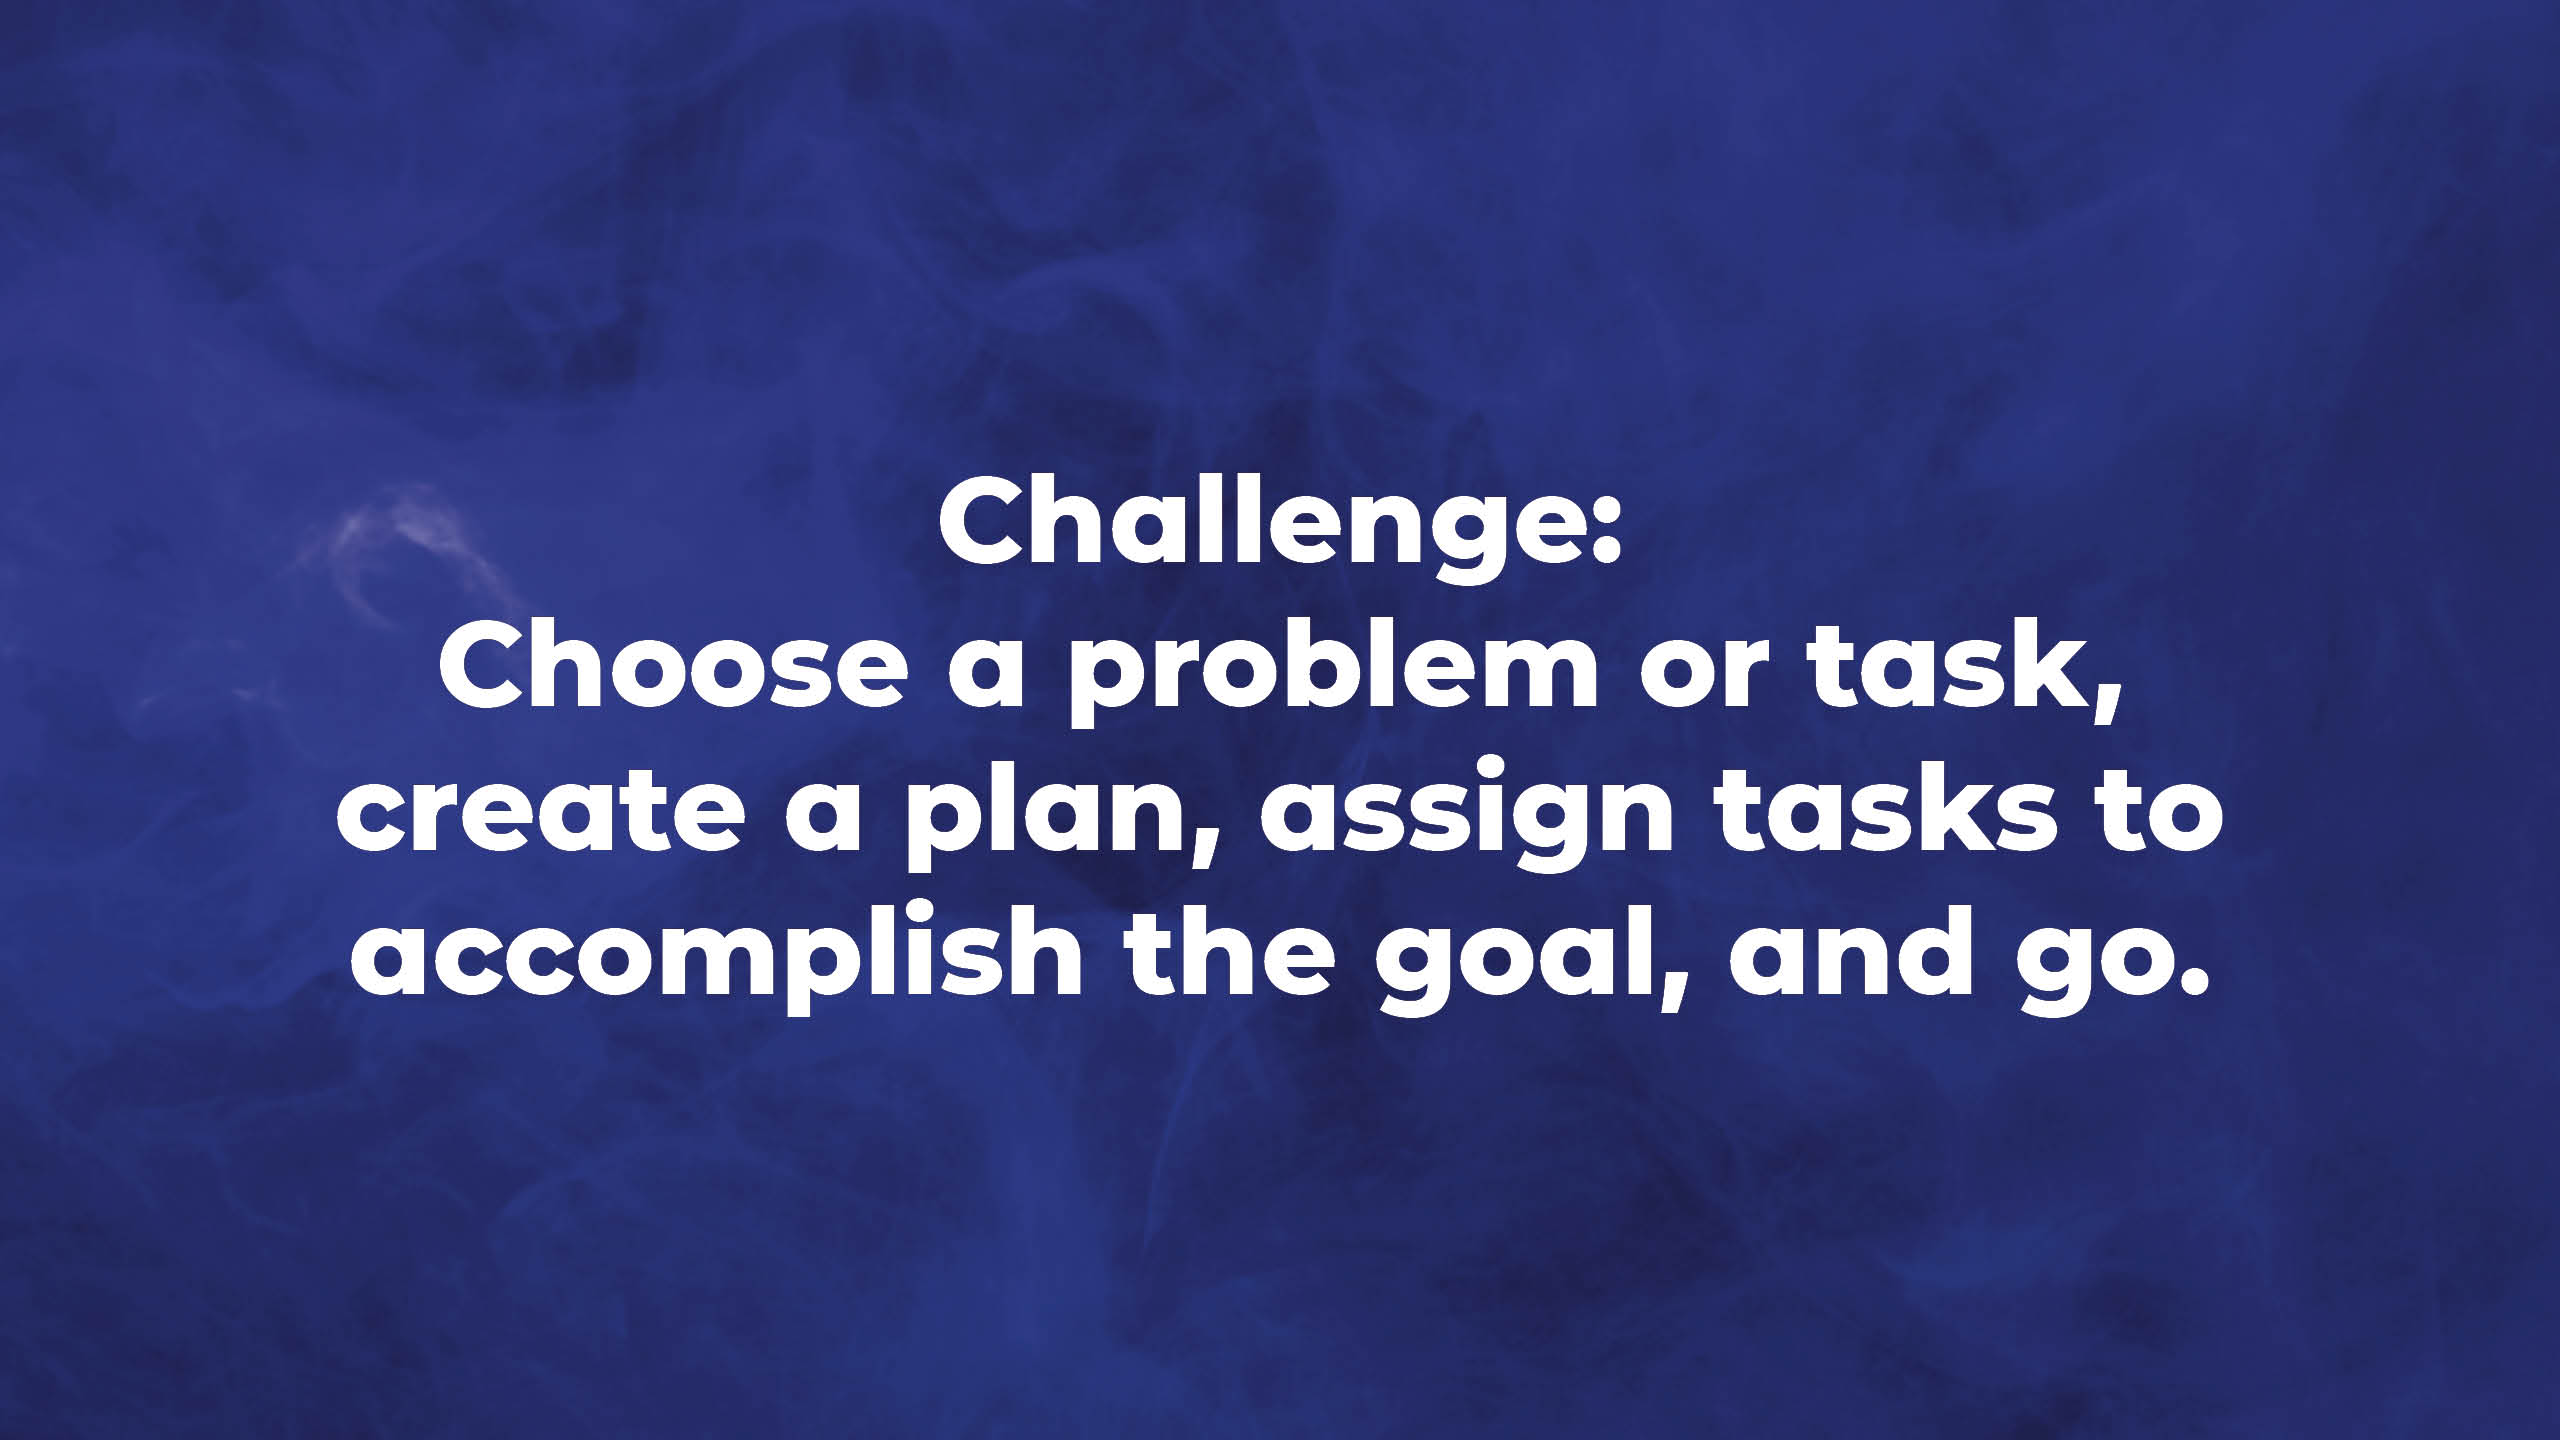 Challenge:
Choose a problem or task,
create a plan, assign tasks to
accomplish the goal, and go.